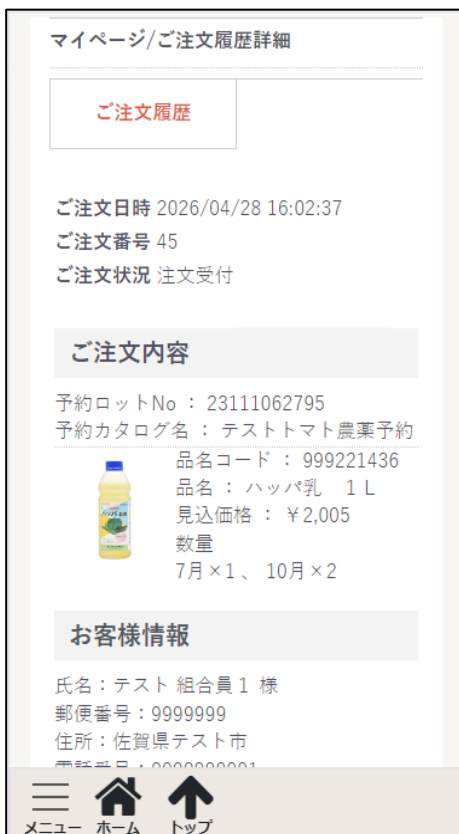 マイページ/ご注文履歴詳細
ご注文履歴
ご注文日時 2026/04/28 16:02:37
ご注文番号 45
ご注文状況 注文受付
ご注文内容
予約ロットNo ： 23111062795
予約カタログ名 ： テストトマト農薬予約
品名コード ： 999221436
品名 ： ハッパ乳　１Ｌ
見込価格 ： ￥2,005
数量
7月×1 、 10月×2
お客様情報
氏名：テスト 組合員１ 様
郵便番号：9999999
住所：佐賀県テスト市
メニュー ホーム トップ